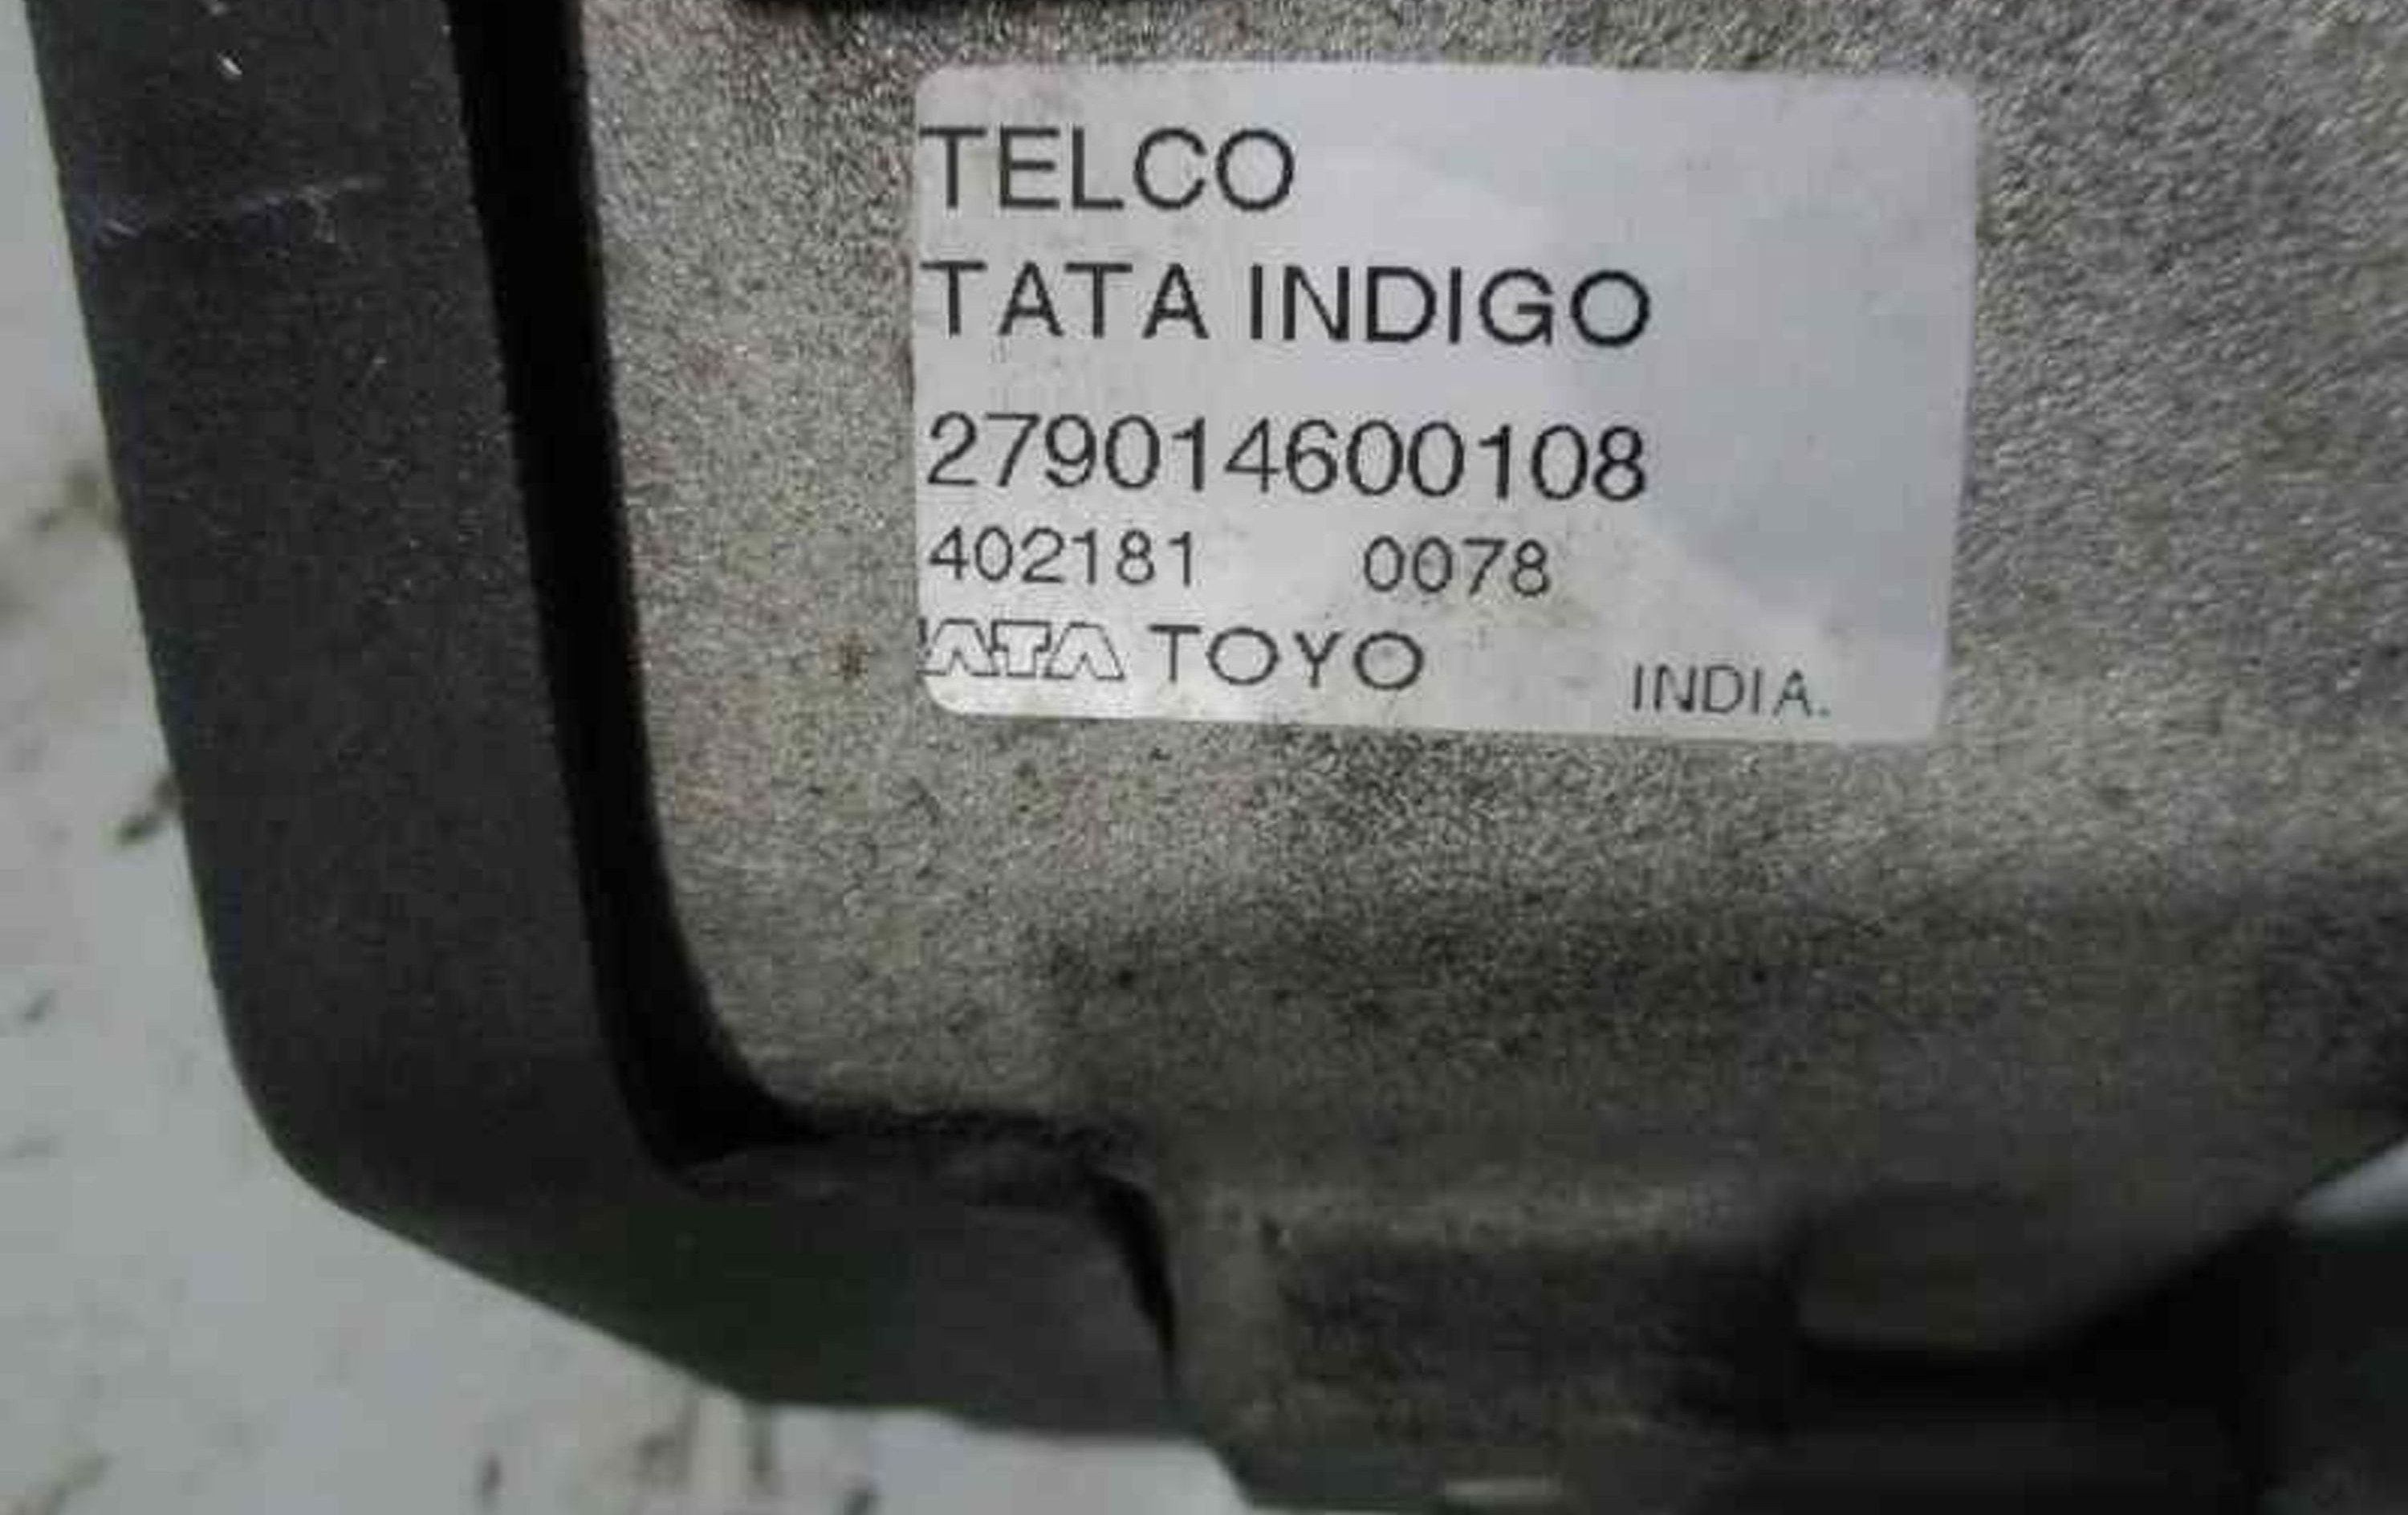 TELCO
TATA INDIGO
279014600108
402181 0078
TATA TOYO INDIA.